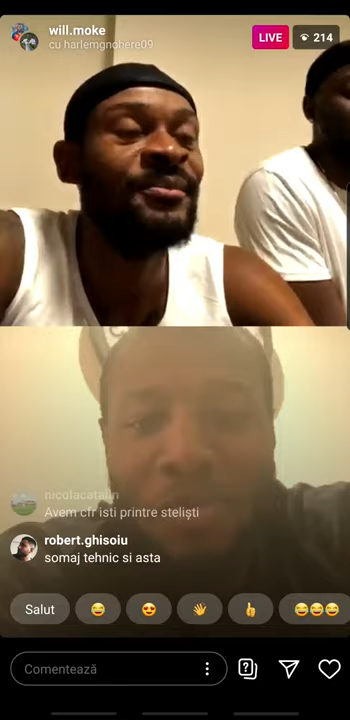 will.moke
cu harlemgnohere09
LIVE
214
nicolacatalin
Avem cfr isti printre steliști
robert.ghisoiu
somaj tehnic si asta
Salut
Comentează